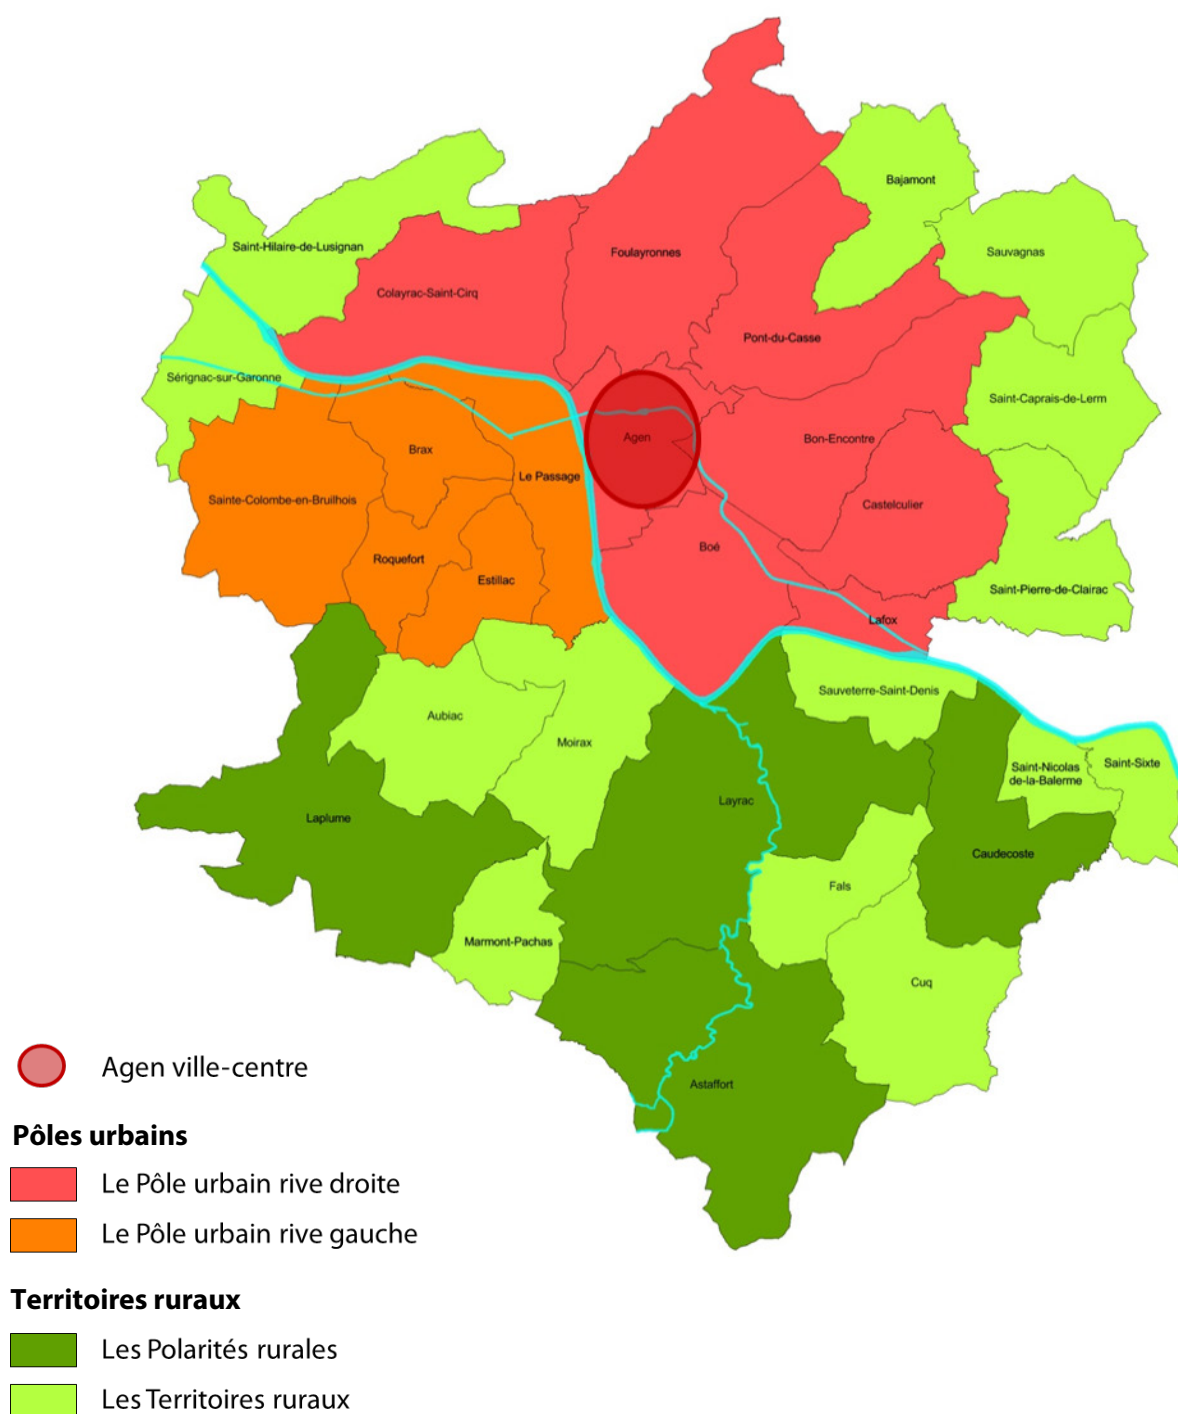 Bajamont
Saint-Hilaire-de-Lusignan
Foulayronnes
Sauvagnas
Colayrac-Saint-Cirq
Pont-du-Casse
Sérignac-sur-Garonne
Saint-Caprais-de-Lerm
Agen
Bon-Encontre
Brax
Le Passage
Sainte-Colombe-en-Bruilhois
Castelculier
Boé
Roquefort
Estillac
Saint-Pierre-de-Clairac
Lafox
Sauveterre-Saint-Denis
Aubiac
Moirax
Saint-Nicolas
de-la-Balerme
Saint-Sixte
Layrac
Laplume
Caudecoste
Fals
Marmont-Pachas
Cuq
Astaffort
Agen ville-centre
Pôles urbains
Le Pôle urbain rive droite
Le Pôle urbain rive gauche
Territoires ruraux
Les Polarités rurales
Les Territoires ruraux